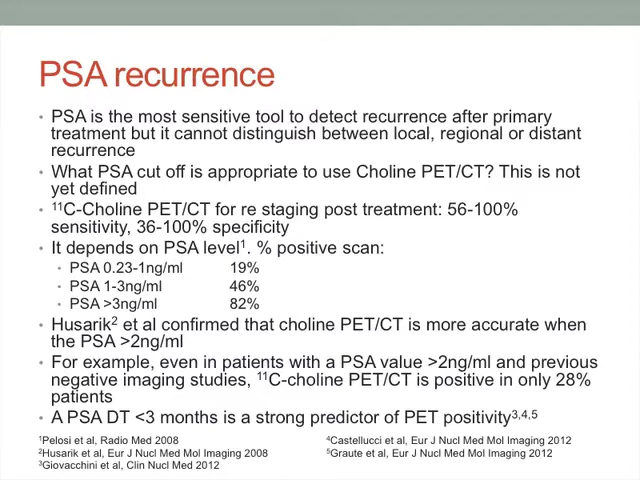 PSA recurrence
• PSA is the most sensitive tool to detect recurrence after primary
treatment but it cannot distinguish between local, regional or distant
recurrence
• What PSA cut off is appropriate to use Choline PET/CT? This is not
yet defined
• ¹¹C-Choline PET/CT for re staging post treatment: 56-100%
sensitivity, 36-100% specificity
• It depends on PSA level¹. % positive scan:
• PSA 0.23-1ng/ml 19%
• PSA 1-3ng/ml 46%
• PSA >3ng/ml 82%
• Husarik² et al confirmed that choline PET/CT is more accurate when
the PSA >2ng/ml
• For example, even in patients with a PSA value >2ng/ml and previous
negative imaging studies, ¹¹C-choline PET/CT is positive in only 28%
patients
• A PSA DT <3 months is a strong predictor of PET positivity³,⁴,⁵
¹Pelosi et al, Radio Med 2008
²Husarik et al, Eur J Nucl Med Mol Imaging 2008
³Giovacchini et al, Clin Nucl Med 2012
⁴Castellucci et al, Eur J Nucl Med Mol Imaging 2012
⁵Graute et al, Eur J Nucl Med Mol Imaging 2012